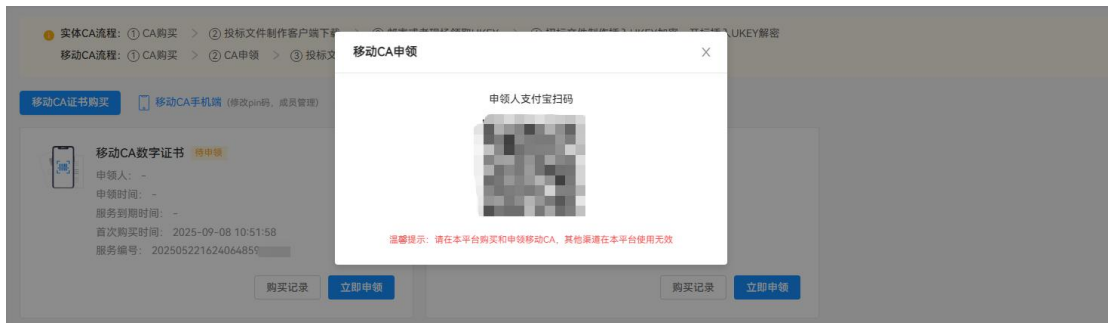 实体CA流程：① CA购买 > ② 投标文件制作客户端下载
UKEY解密
移动CA流程：① CA购买 > ② CA申领 > ③ 投标文
移动CA申领
申领人支付宝扫码
温馨提示：请在本平台购买和申领移动CA，其他渠道在本平台使用无效
移动CA证书购买
移动CA手机端（修改pin码、成员管理）
移动CA数字证书 待申领
申领人： -
申领时间： -
服务到期时间： -
首次购买时间： 2025-09-08 10:51:58
服务编号： 202505221624064859
购买记录 立即申领
购买记录 立即申领